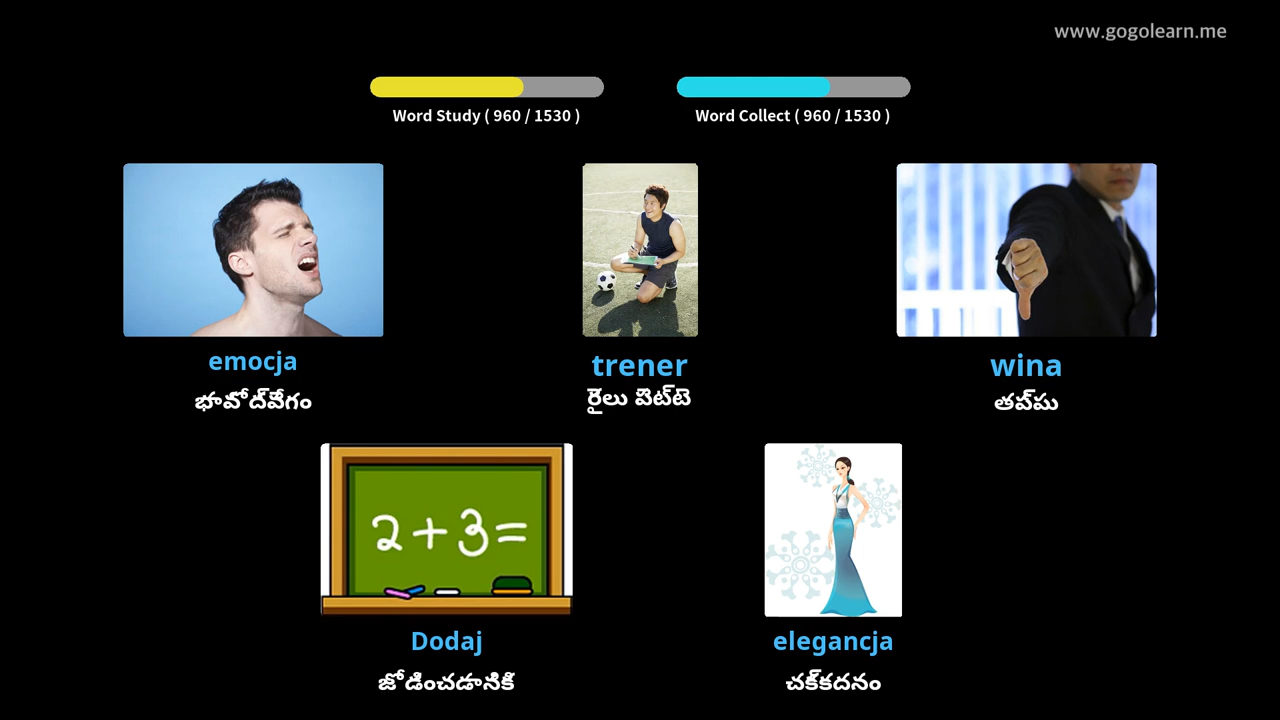 www.gogolearn.me
Word Study ( 960 / 1530 )
Word Collect ( 960 / 1530 )
emocja
trener
wina
భావోద్వేగం
రైలు పెట్టె
తప్పు
2+3=
Dodaj
elegancja
జోడించడానికి
చక్కదనం